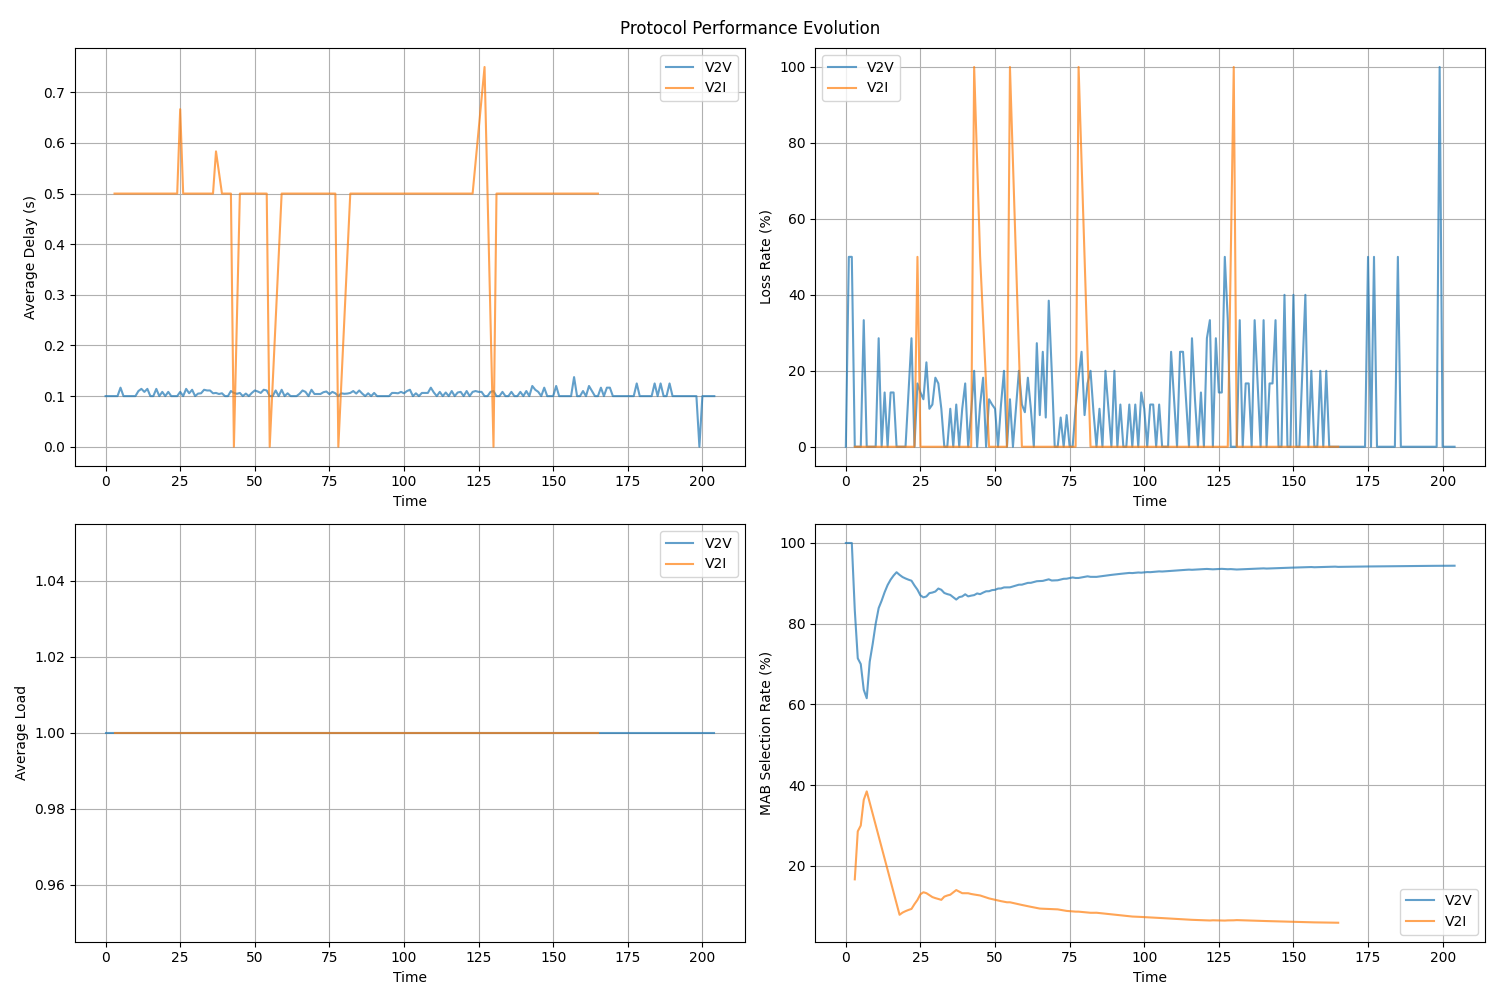 Protocol Performance Evolution
Average Delay (s)
0.7
0.6
0.5
0.4
0.3
0.2
0.1
0.0
0 25 50 75 100 125 150 175 200
Time
V2V
V2I
Loss Rate (%)
100
80
60
40
20
0
0 25 50 75 100 125 150 175 200
Time
V2V
V2I
Average Load
1.04
1.02
1.00
0.98
0.96
0 25 50 75 100 125 150 175 200
Time
V2V
V2I
MAB Selection Rate (%)
100
80
60
40
20
0 25 50 75 100 125 150 175 200
Time
V2V
V2I